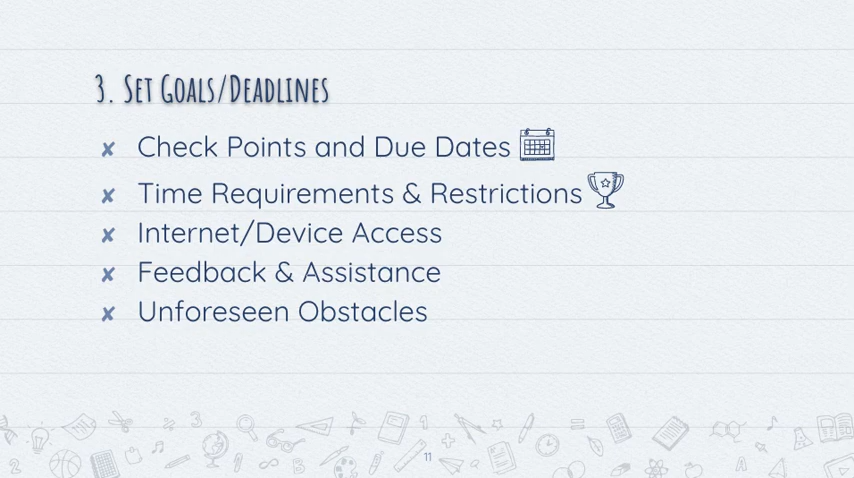 3. Set Goals/Deadlines
✘ Check Points and Due Dates
✘ Time Requirements & Restrictions
✘ Internet/Device Access
✘ Feedback & Assistance
✘ Unforeseen Obstacles
11